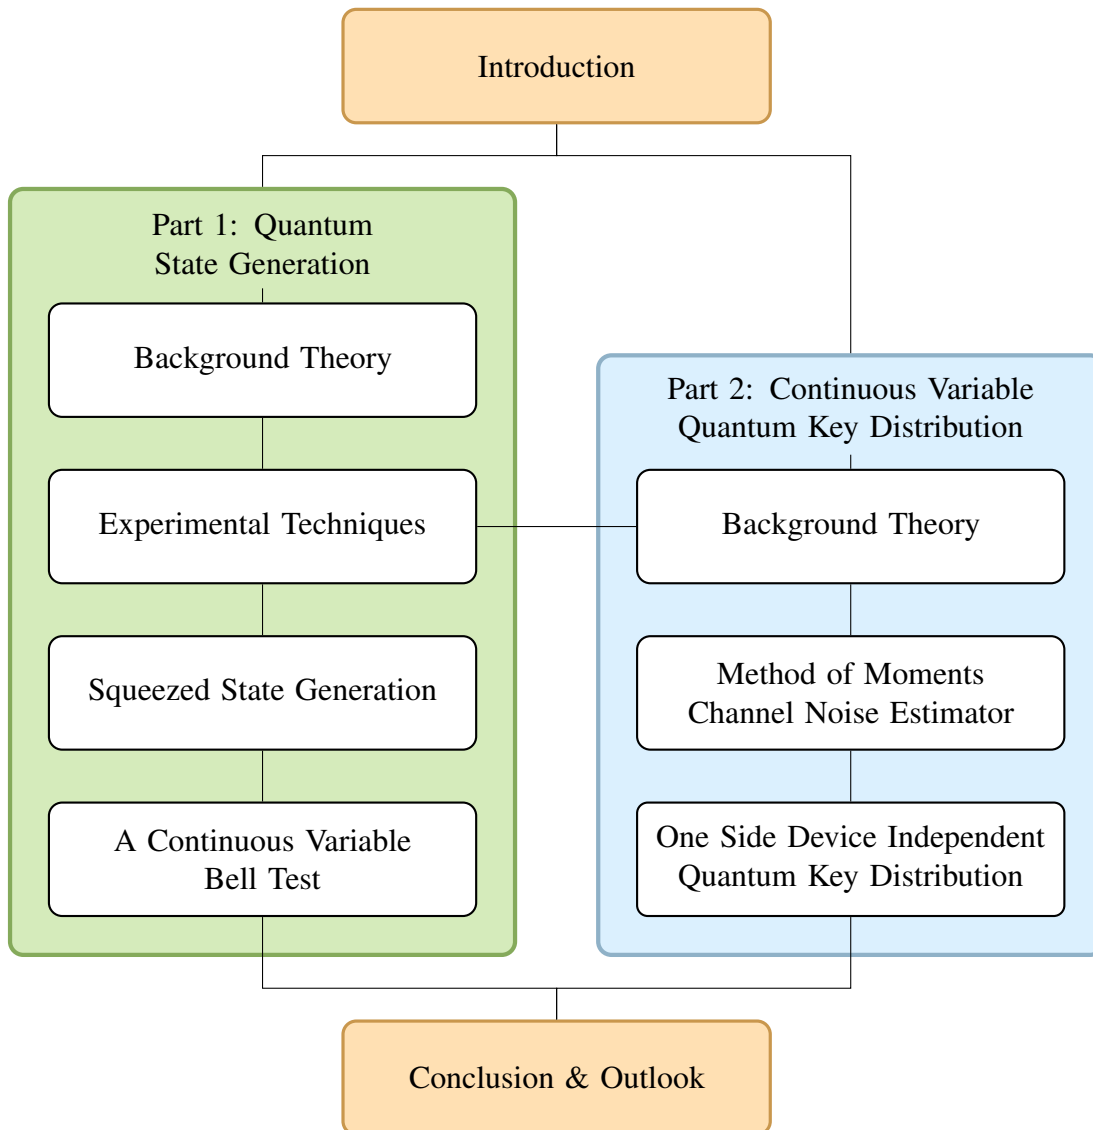 Introduction
Part 1: Quantum
State Generation
Background Theory
Experimental Techniques
Squeezed State Generation
A Continuous Variable
Bell Test
Part 2: Continuous Variable
Quantum Key Distribution
Background Theory
Method of Moments
Channel Noise Estimator
One Side Device Independent
Quantum Key Distribution
Conclusion & Outlook